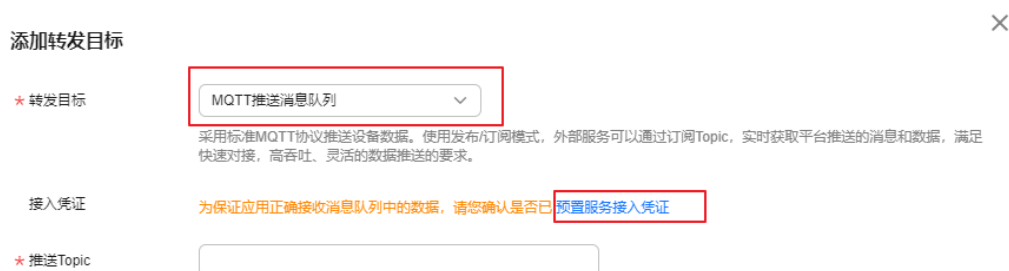 添加转发目标
* 转发目标
MQTT推送消息队列
采用标准MQTT协议推送设备数据。使用发布/订阅模式，外部服务可以通过订阅Topic，实时获取平台推送的消息和数据，满足
快速对接，高吞吐、灵活的数据推送的要求。
接入凭证
为保证应用正确接收消息队列中的数据，请您确认是否已 预置服务接入凭证
* 推送Topic